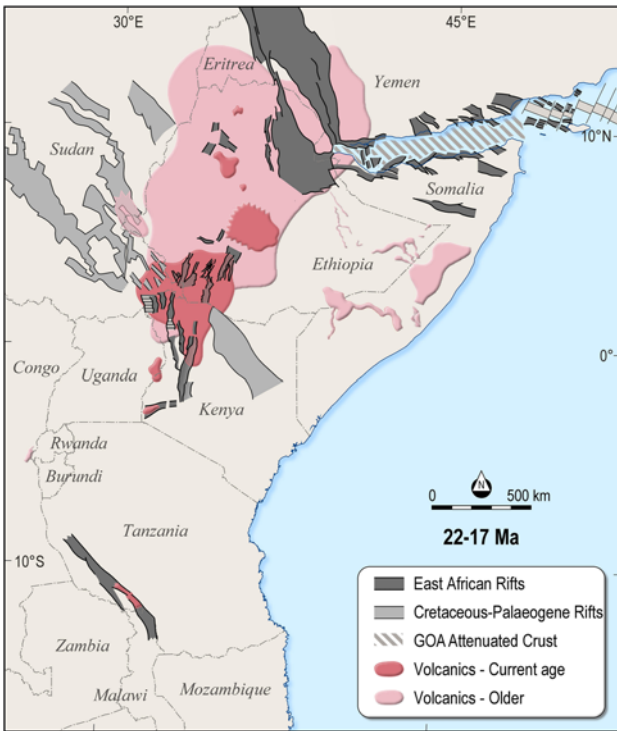 30°E
45°E
Eritrea
Yemen
Sudan
10°N
Somalia
Ethiopia
Congo
Uganda
0°
Kenya
Rwanda
Burundi
N
0 500 km
Tanzania
22-17 Ma
10°S
East African Rifts
Cretaceous-Palaeogene Rifts
GOA Attenuated Crust
Zambia
Volcanics - Current age
Malawi
Mozambique
Volcanics - Older